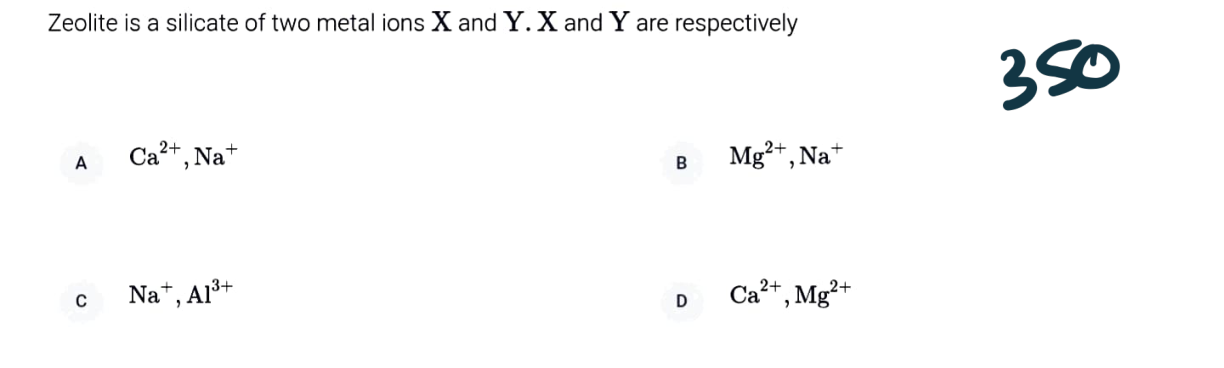 Zeolite is a silicate of two metal ions X and Y. X and Y are respectively
350
A Ca²⁺, Na⁺
B Mg²⁺, Na⁺
C Na⁺, Al³⁺
D Ca²⁺, Mg²⁺